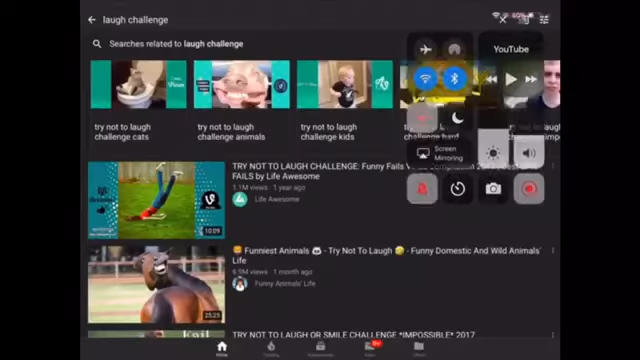 laugh challenge
Searches related to laugh challenge
YouTube
try not to laugh
challenge cats
try not to laugh
challenge animals
try not to laugh
challenge kids
Screen
Mirroring
TRY NOT TO LAUGH CHALLENGE: Funny Fails
FAILS by Life Awesome
1.1M views · 1 year ago
Life Awesome
10:09
Funniest Animals - Try Not To Laugh - Funny Domestic And Wild Animals'
Life
6.9M views · 1 month ago
Funny Animals' Life
25:25
TRY NOT TO LAUGH OR SMILE CHALLENGE *IMPOSSIBLE* 2017
Home